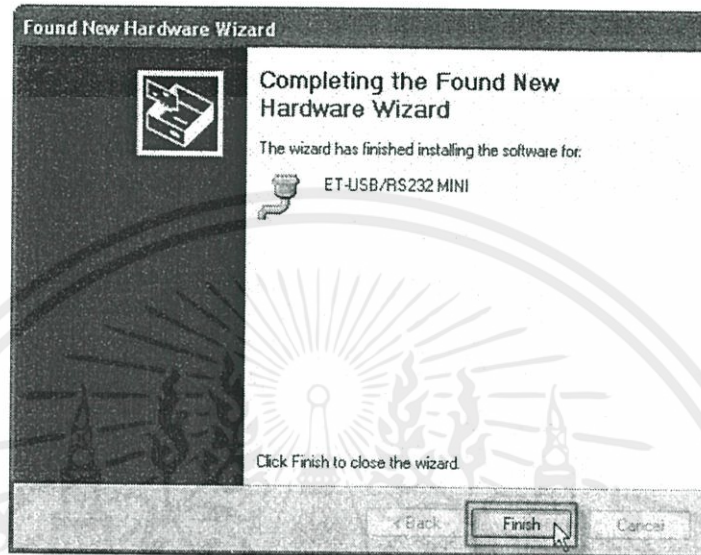 Found New Hardware Wizard
Completing the Found New
Hardware Wizard
The wizard has finished installing the software for:
ET-USB/RS232 MINI
Click Finish to close the wizard.
< Back
Finish
Cancel